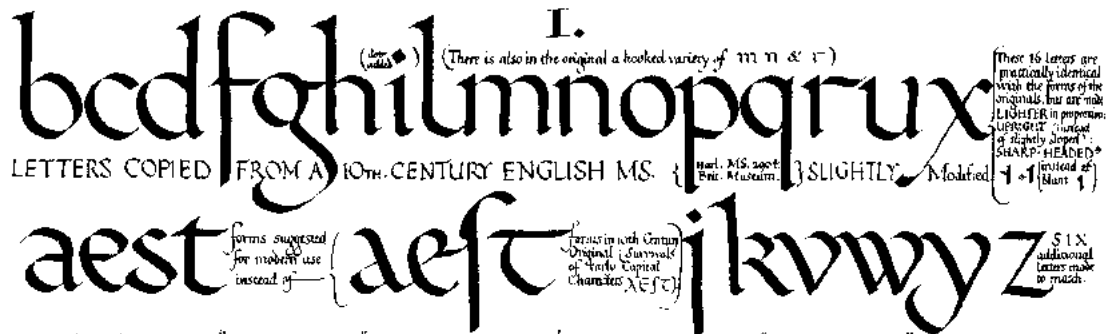 I.
(dot added ◆) (There is also in the original a hooked variety of m n & r)
bcdfghilmnopqrux
These 16 letters are
practically identical
with the forms of the
originals, but are made
LIGHTER in proportion;
UPRIGHT (instead
of slightly sloped);
SHARP-HEADED
(instead of
blunt
LETTERS COPIED FROM A 10TH. CENTURY ENGLISH MS. {Harl. MS. 2904. Brit. Museum.} SLIGHTLY Modified
aest
forms suggested
for modern use
instead of
aeſt
forms in 10th Century
Original (Survivals
of Early Capital
Characters
jkvwyz
SIX
additional
letters made
to match.